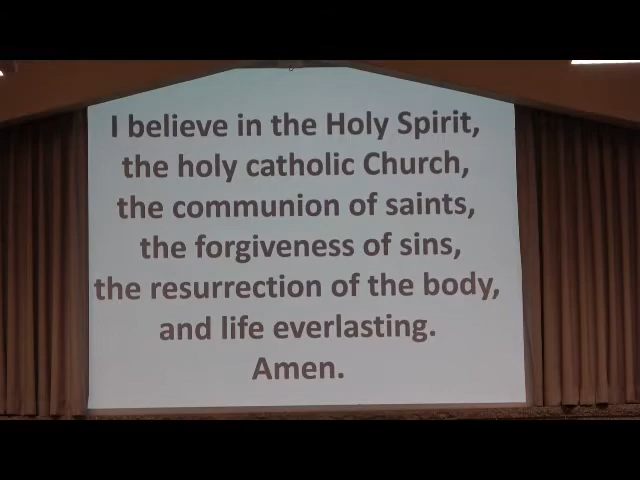 I believe in the Holy Spirit,
the holy catholic Church,
the communion of saints,
the forgiveness of sins,
the resurrection of the body,
and life everlasting.
Amen.